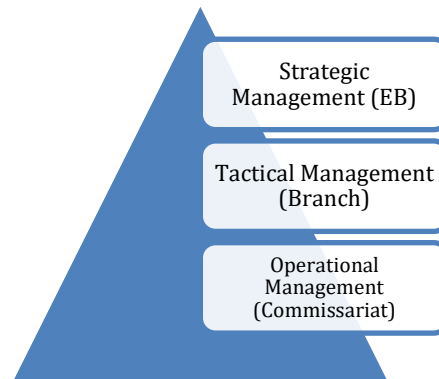 Strategic
Management (EB)
Tactical Management
(Branch)
Operational
Management
(Commissariat)